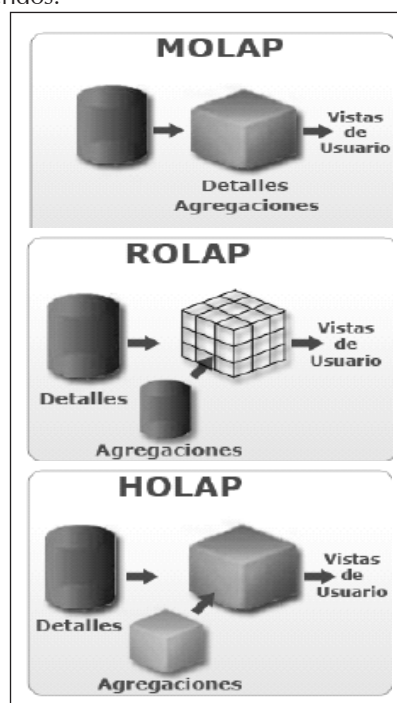 MOLAP
Vistas
de
Usuario
Detalles
Agregaciones
ROLAP
Vistas
de
Usuario
Detalles
Agregaciones
HOLAP
Vistas
de
Usuario
Detalles
Agregaciones